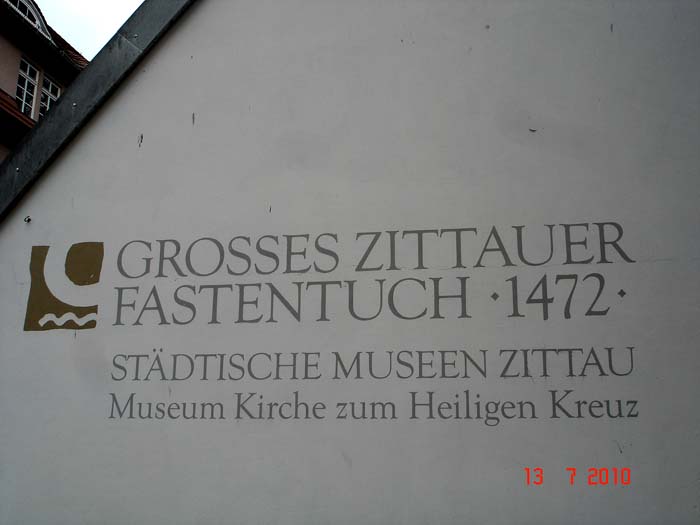 GROSSES ZITTAUER
FASTENTUCH · 1472 ·
STÄDTISCHE MUSEEN ZITTAU
Museum Kirche zum Heiligen Kreuz
13 7 2010